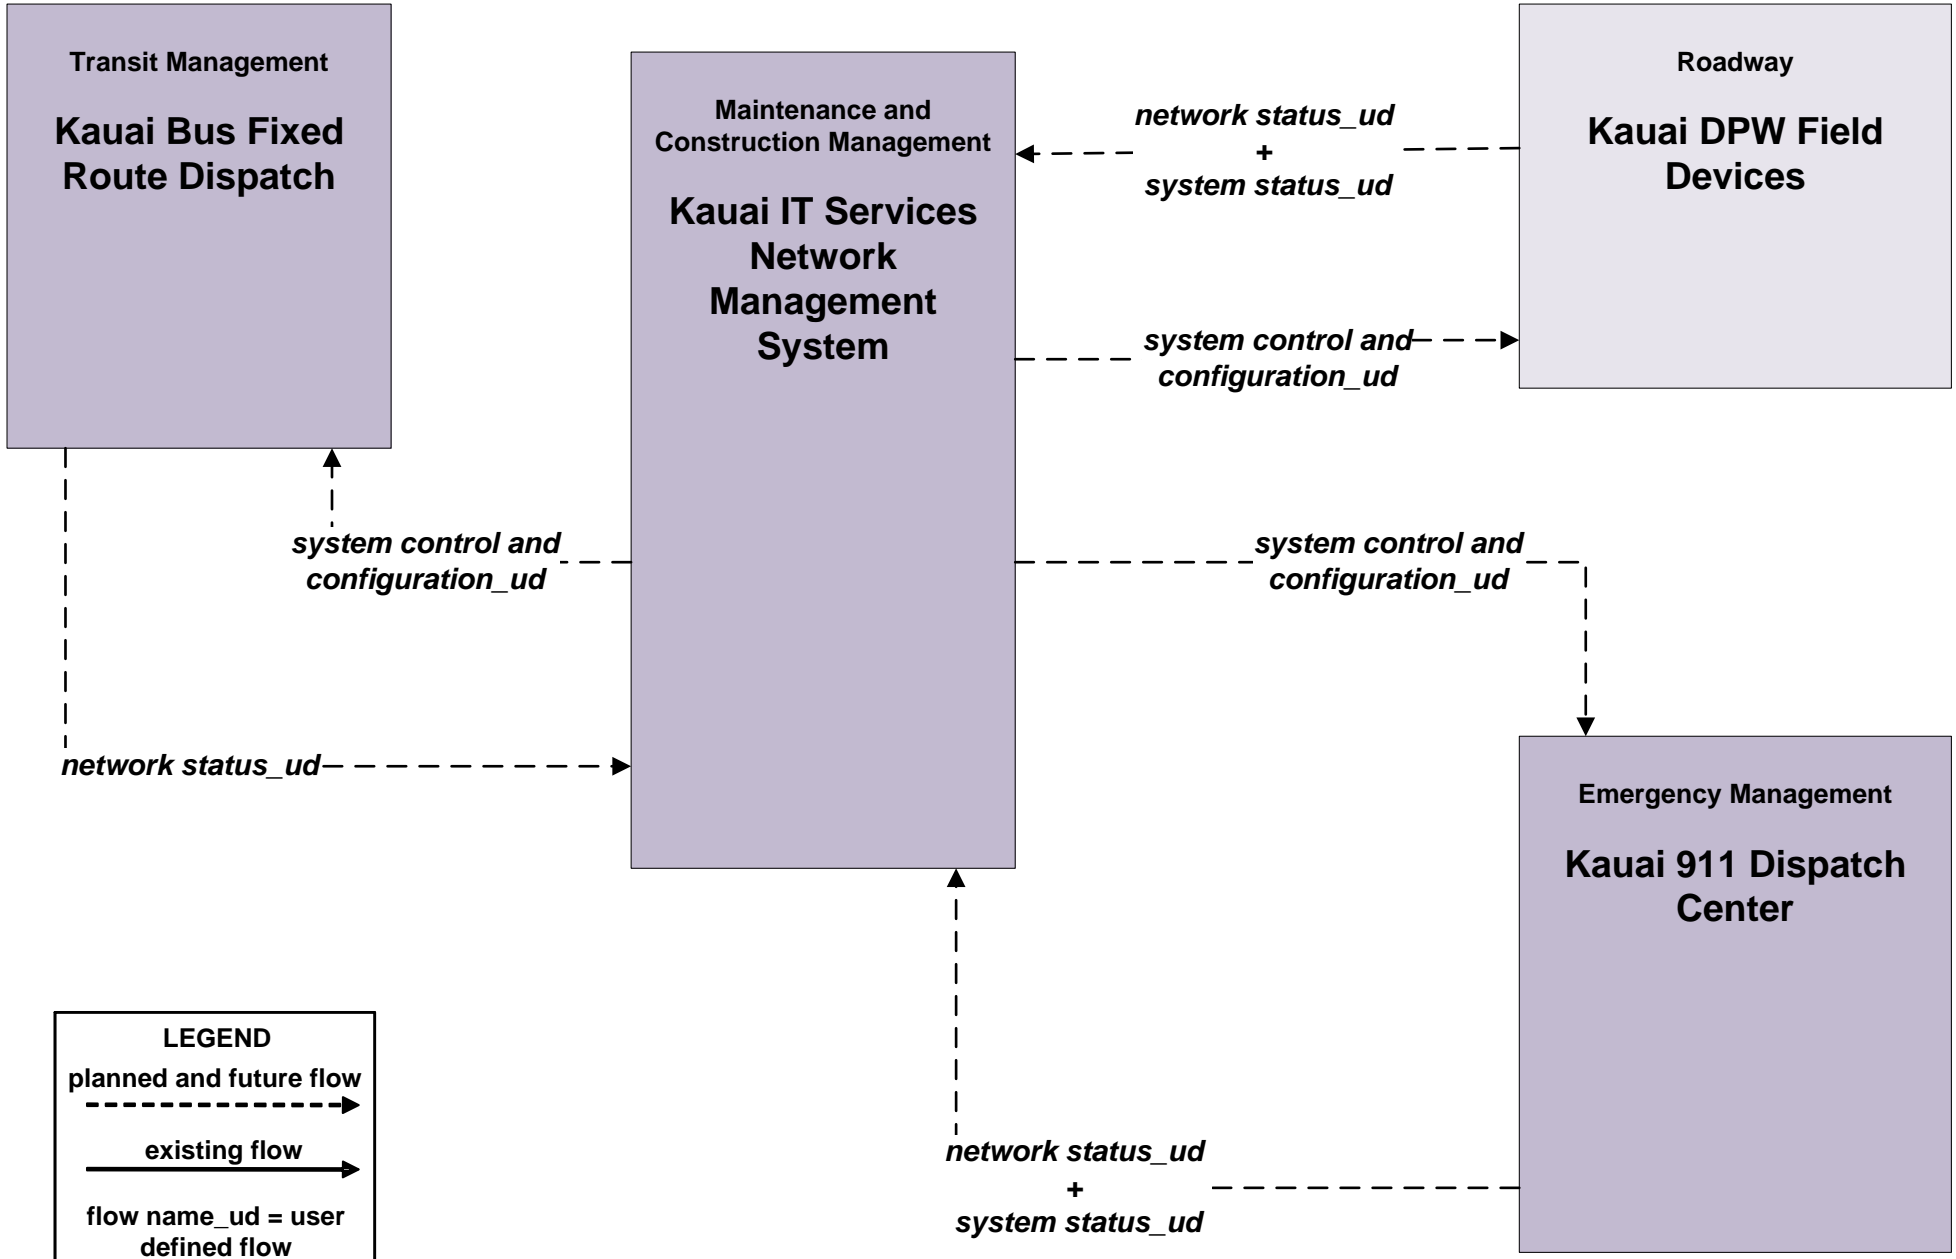 Transit Management
Kauai Bus Fixed
Route Dispatch
Maintenance and
Construction Management
Kauai IT Services
Network
Management
System
Roadway
Kauai DPW Field
Devices
network status_ud
+
system status_ud
system control and
configuration_ud
system control and
configuration_ud
system control and
configuration_ud
network status_ud
Emergency Management
Kauai 911 Dispatch
Center
network status_ud
+
system status_ud
LEGEND
planned and future flow
existing flow
flow name_ud = user
defined flow